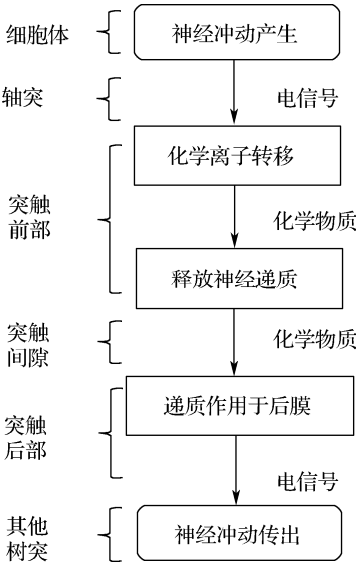 细胞体
神经冲动产生
轴突
电信号
化学离子转移
突触
前部
化学物质
释放神经递质
突触
间隙
化学物质
递质作用于后膜
突触
后部
电信号
其他
树突
神经冲动传出